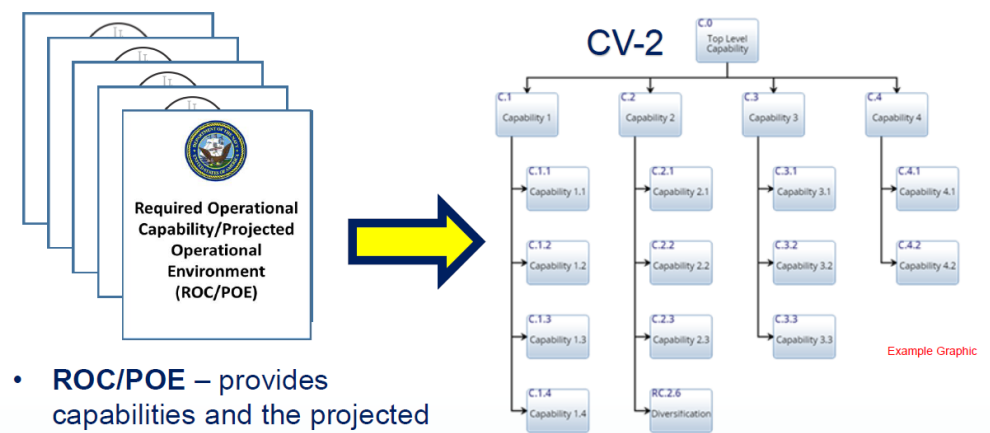 Required Operational
Capability/Projected
Operational
Environment
(ROC/POE)
• ROC/POE – provides
capabilities and the projected
CV-2
C.0
Top Level
Capability
C.1
Capability 1
C.2
Capability 2
C.3
Capability 3
C.4
Capability 4
C.1.1
Capability 1.1
C.2.1
Capability 2.1
C.3.1
Capabilty 3.1
C.4.1
Capability 4.1
C.1.2
Capability 1.2
C.2.2
Capability 2.2
C.3.2
Capability 3.2
C.4.2
Capability 4.2
C.1.3
Capability 1.3
C.2.3
Capability 2.3
C.3.3
Capability 3.3
Example Graphic
C.1.4
Capability 1.4
RC.2.6
Diversification